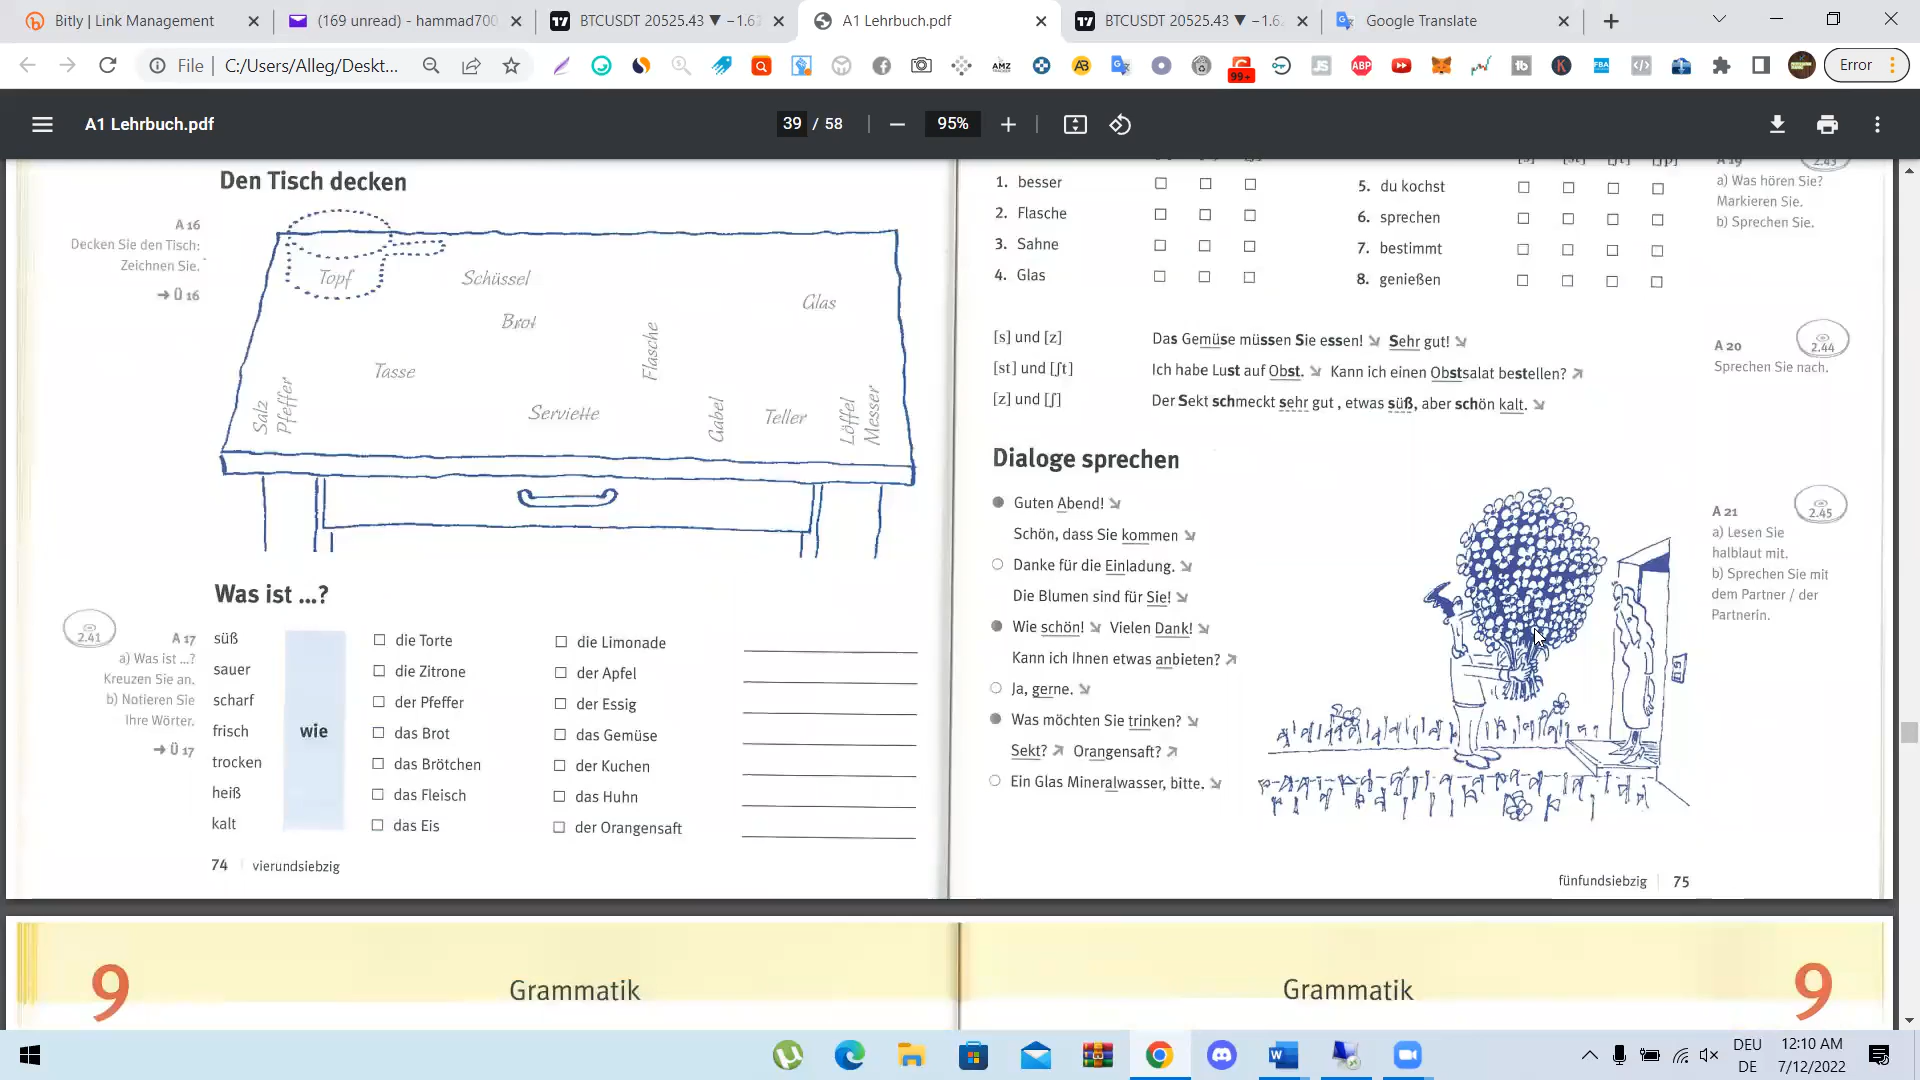 Bitly | Link Management
(169 unread) - hammad700
BTCUSDT 20525.43 ▼ −1.6
A1 Lehrbuch.pdf
BTCUSDT 20525.43 ▼ −1.6
Google Translate
File
C:/Users/Alleg/Deskt...
99+
Error
A1 Lehrbuch.pdf
39 / 58
95%
Den Tisch decken
A 16
Decken Sie den Tisch:
Zeichnen Sie.
➔ Ü 16
Topf
Schüssel
Glas
Brot
Flasche
Tasse
Salz
Pfeffer
Serviette
Gabel
Teller
Löffel
Messer
Was ist ...?
2.41
A 17
a) Was ist ...?
Kreuzen Sie an.
b) Notieren Sie
Ihre Wörter.
➔ Ü 17
süß
sauer
scharf
frisch
trocken
heiß
kalt
wie
die Torte
die Zitrone
der Pfeffer
das Brot
das Brötchen
das Fleisch
das Eis
die Limonade
der Apfel
der Essig
das Gemüse
der Kuchen
das Huhn
der Orangensaft
74 | vierundsiebzig
1. besser
2. Flasche
3. Sahne
4. Glas
5. du kochst
6. sprechen
7. bestimmt
8. genießen
A 19
2.43
a) Was hören Sie?
Markieren Sie.
b) Sprechen Sie.
[s] und [z] Das Gemüse müssen Sie essen! ↘ Sehr gut! ↘
[st] und [ʃt] Ich habe Lust auf Obst. ↘ Kann ich einen Obstsalat bestellen? ↗
[z] und [ʃ] Der Sekt schmeckt sehr gut , etwas süß, aber schön kalt. ↘
A 20
2.44
Sprechen Sie nach.
Dialoge sprechen
Guten Abend! ↘
Schön, dass Sie kommen ↘
Danke für die Einladung. ↘
Die Blumen sind für Sie! ↘
Wie schön! ↘ Vielen Dank! ↘
Kann ich Ihnen etwas anbieten? ↗
Ja, gerne. ↘
Was möchten Sie trinken? ↘
Sekt? ↗ Orangensaft? ↗
Ein Glas Mineralwasser, bitte. ↘
A 21
2.45
a) Lesen Sie
halblaut mit.
b) Sprechen Sie mit
dem Partner / der
Partnerin.
fünfundsiebzig | 75
9
Grammatik
Grammatik
9
DEU
DE
12:10 AM
7/12/2022